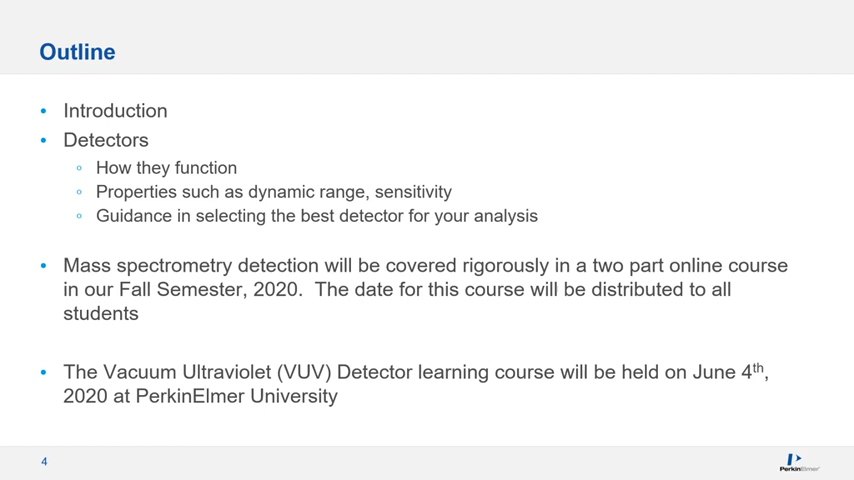 Outline
• Introduction
• Detectors
o How they function
o Properties such as dynamic range, sensitivity
o Guidance in selecting the best detector for your analysis
• Mass spectrometry detection will be covered rigorously in a two part online course
in our Fall Semester, 2020.  The date for this course will be distributed to all
students
• The Vacuum Ultraviolet (VUV) Detector learning course will be held on June 4th,
2020 at PerkinElmer University
4
PerkinElmer